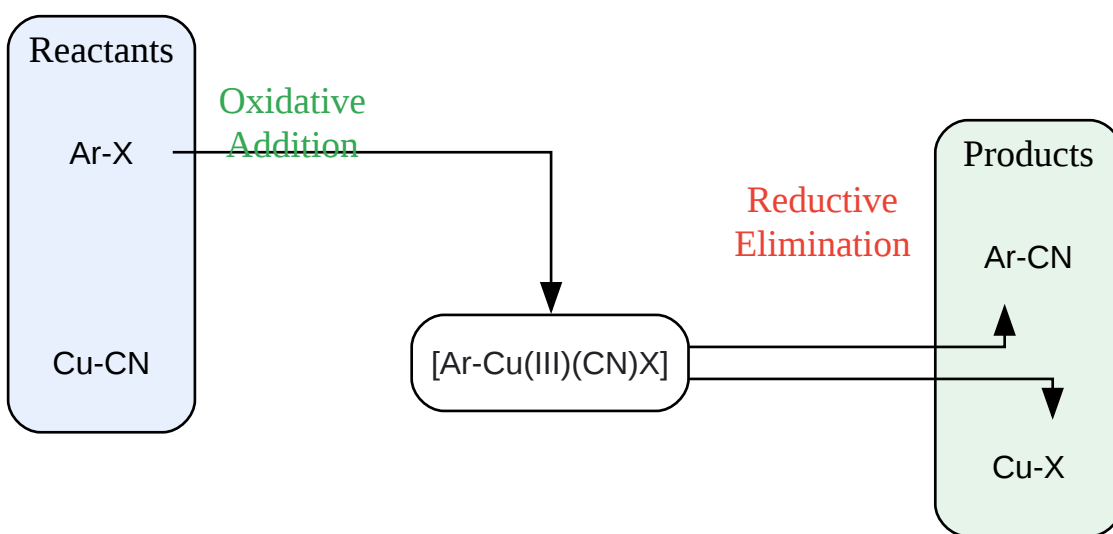 Reactants
Ar-X
Cu-CN
Oxidative
Addition
[Ar-Cu(III)(CN)X]
Reductive
Elimination
Products
Ar-CN
Cu-X